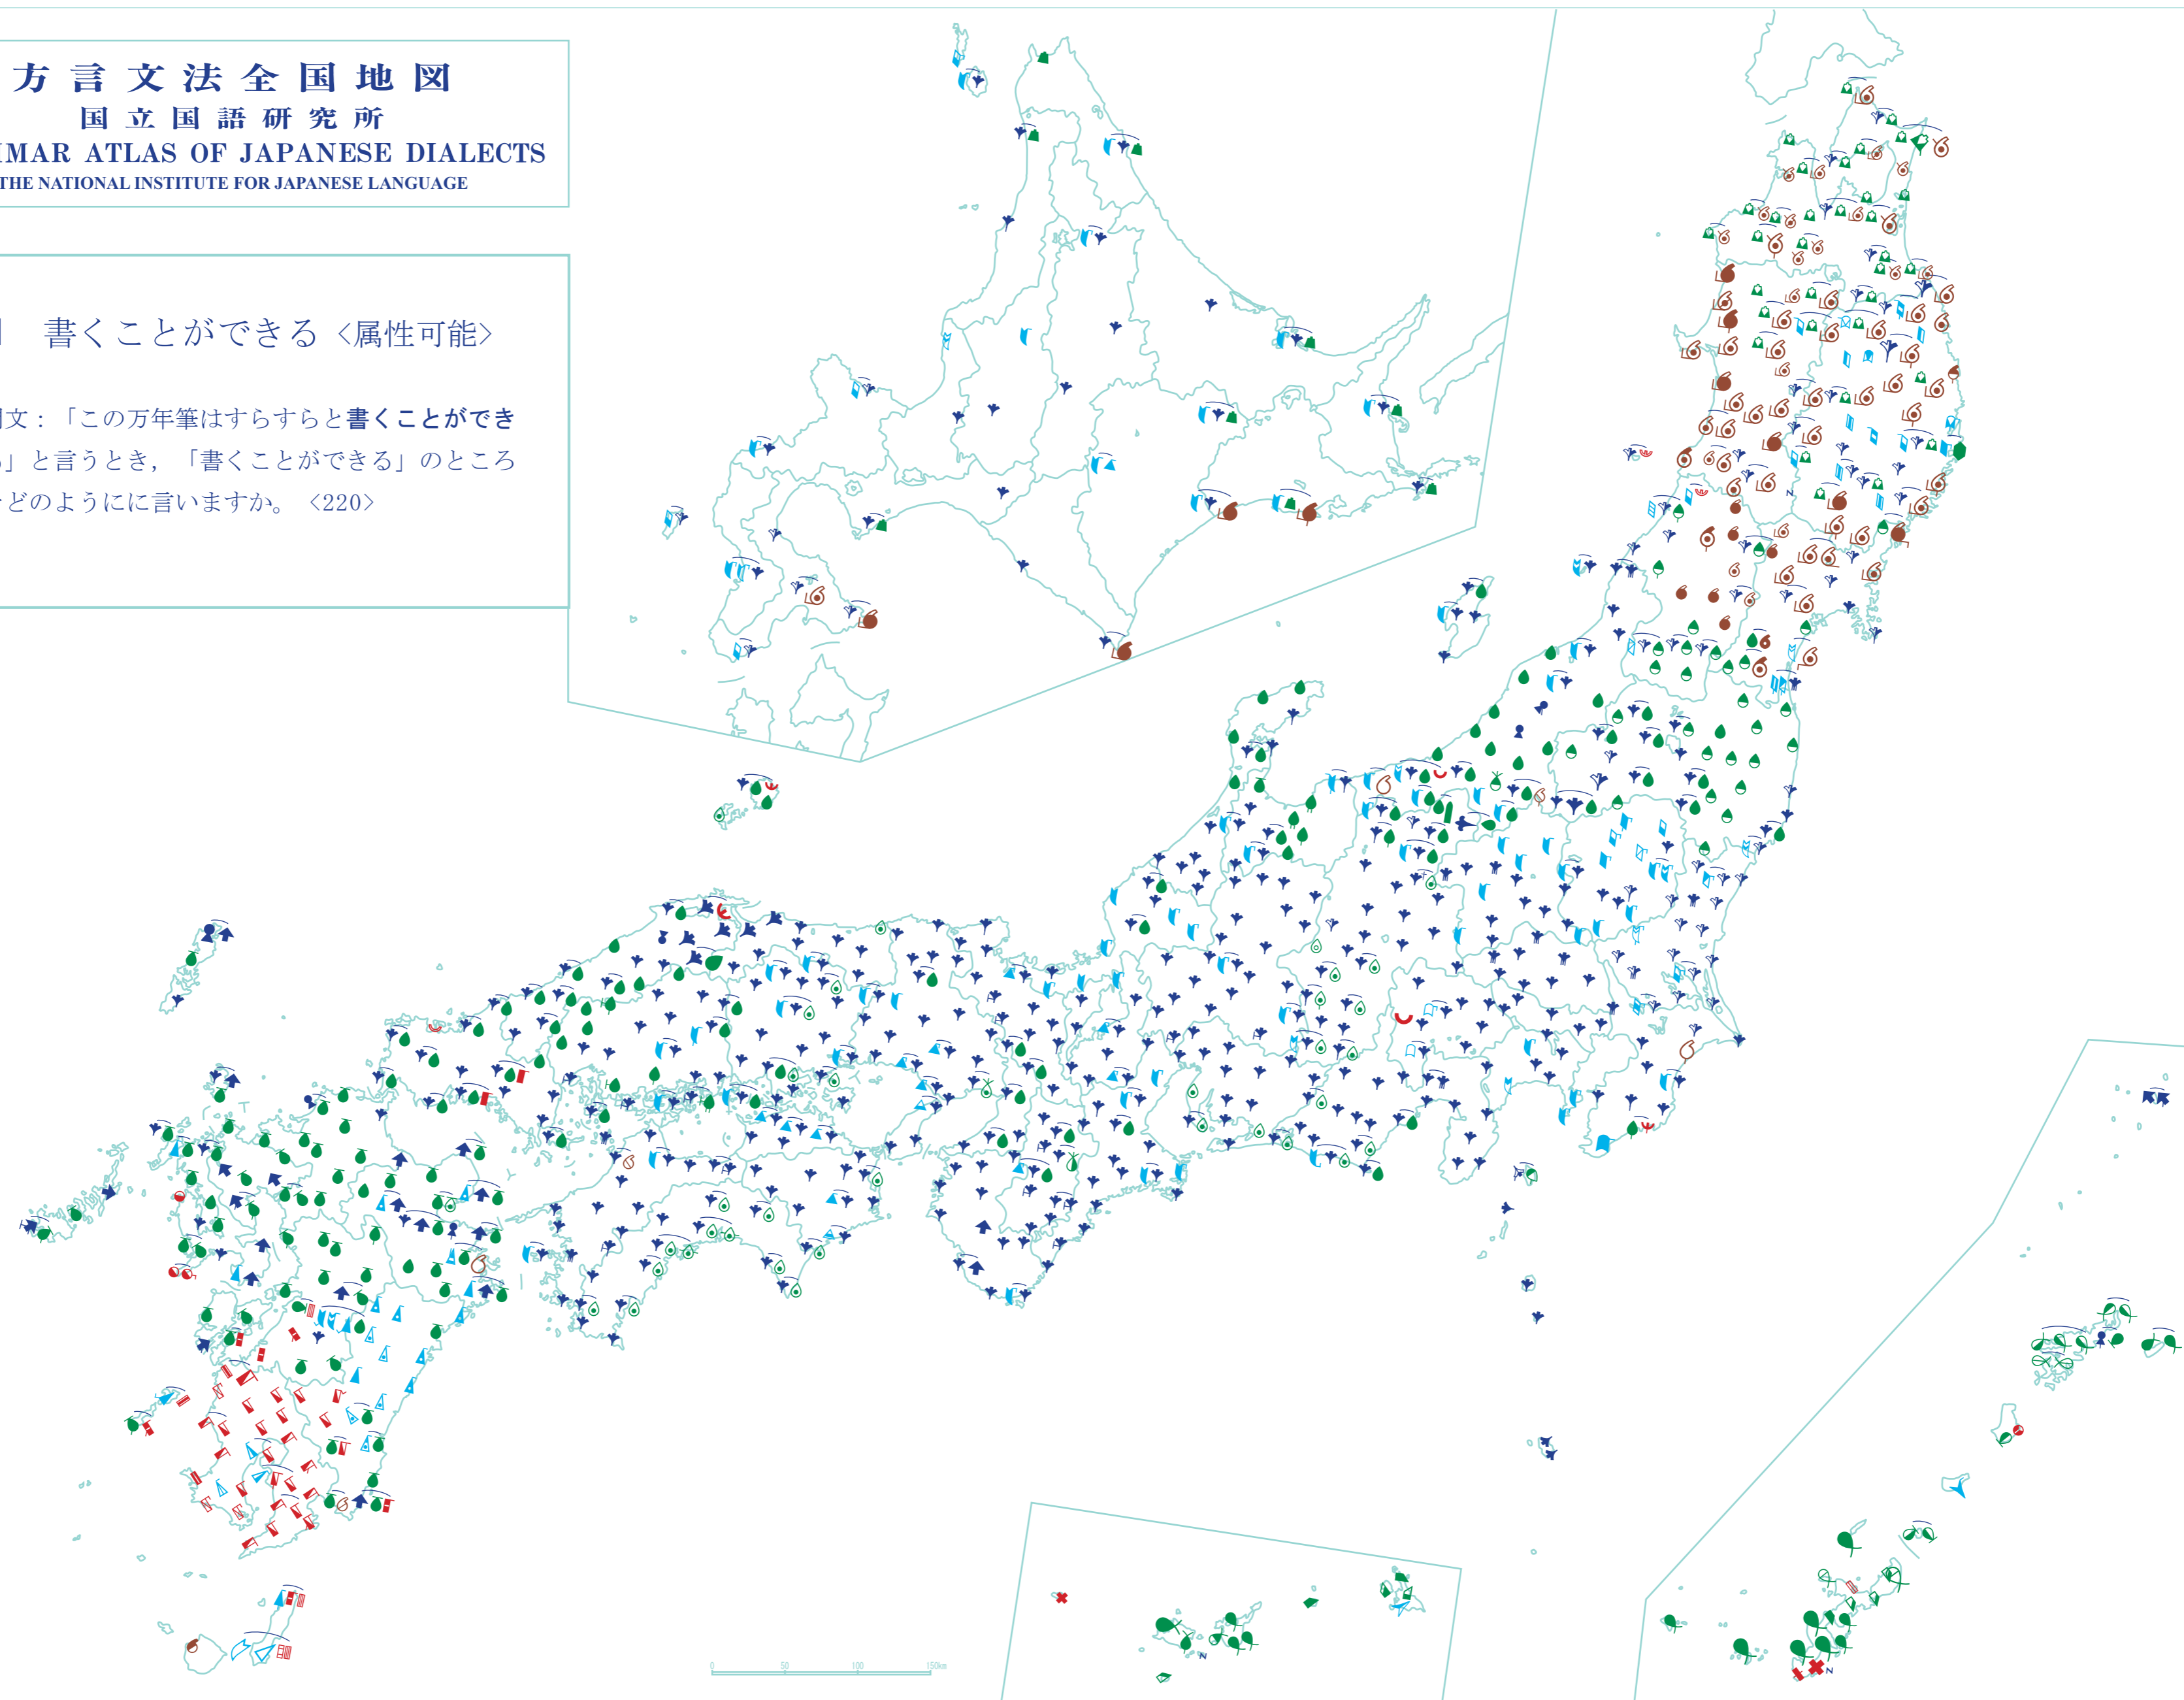 方言文法全国地図
国立国語研究所
MAR ATLAS OF JAPANESE DIALECTS
THE NATIONAL INSTITUTE FOR JAPANESE LANGUAGE
書くことができる〈属性可能〉
文：「この万年筆はすらすらと書くことができ
」と言うとき，「書くことができる」のところ
どのようにに言いますか。〈220〉
0 50 100 150km
N
N
N